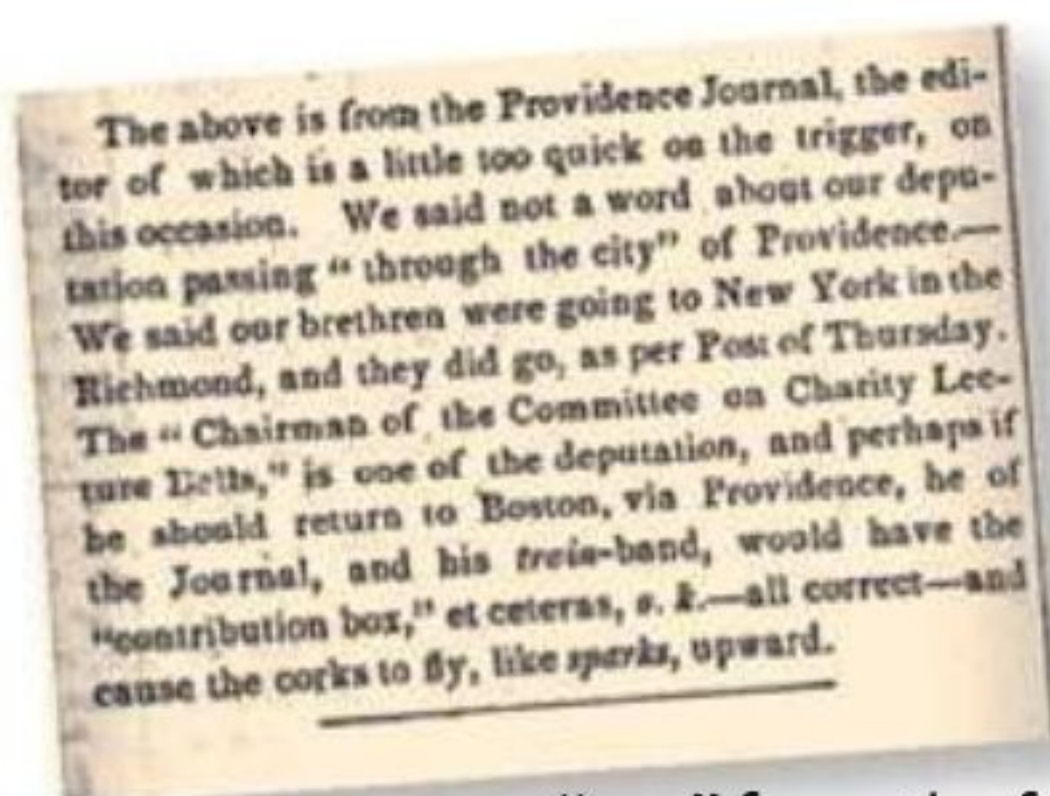 The above is from the Providence Journal, the edi-
tor of which is a little too quick on the trigger, on
this occasion. We said not a word about our depu-
tation passing “ through the city” of Providence.—
We said our brethren were going to New York in the
Richmond, and they did go, as per Post of Thursday.
The “ Chairman of the Committee on Charity Lec-
ture Bells,” is one of the deputation, and perhaps if
he should return to Boston, via Providence, he of
the Journal, and his train-band, would have the
“contribution box,” et ceteras, o. k.—all correct—and
cause the corks to fly, like sparks, upward.